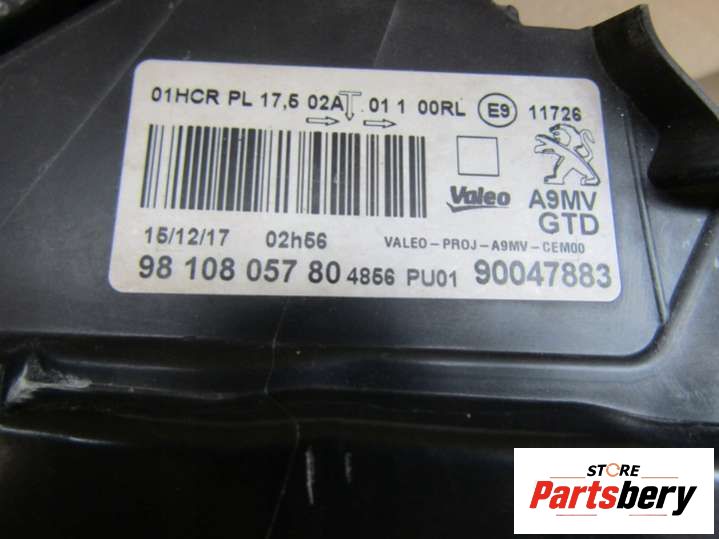 01HCR PL 17,5 02A 01 1 00RL E9 11726
Valeo A9MV
GTD
15/12/17 02h56 VALEO-PROJ-A9MV-CEM00
98 108 057 80 4856 PU01 90047883
STORE
Partsbery